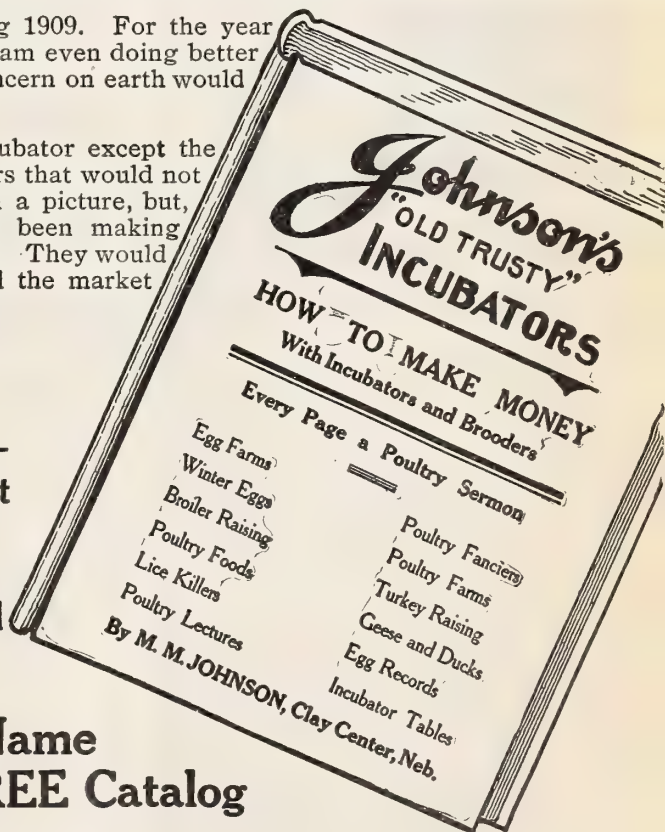 g 1909. For the year
am even doing better
ncern on earth would
ubator except the
rs that would not
a picture, but,
been making
They would
the market
t
Name
REE Catalog
Johnson's
"OLD TRUSTY"
INCUBATORS
HOW TO MAKE MONEY
With Incubators and Brooders
Every Page a Poultry Sermon
Egg Farms
Winter Eggs
Broiler Raising
Poultry Foods
Lice Killers
Poultry Lectures
Poultry Fanciers
Poultry Farms
Turkey Raising
Geese and Ducks
Egg Records
Incubator Tables
By M. M. JOHNSON, Clay Center, Neb.